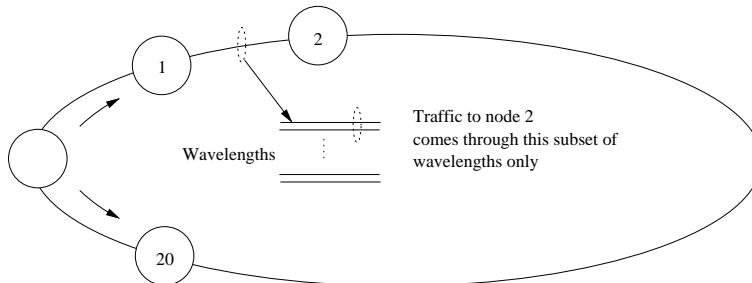 2
1
Traffic to node 2
comes through this subset of
wavelengths only
Wavelengths
20